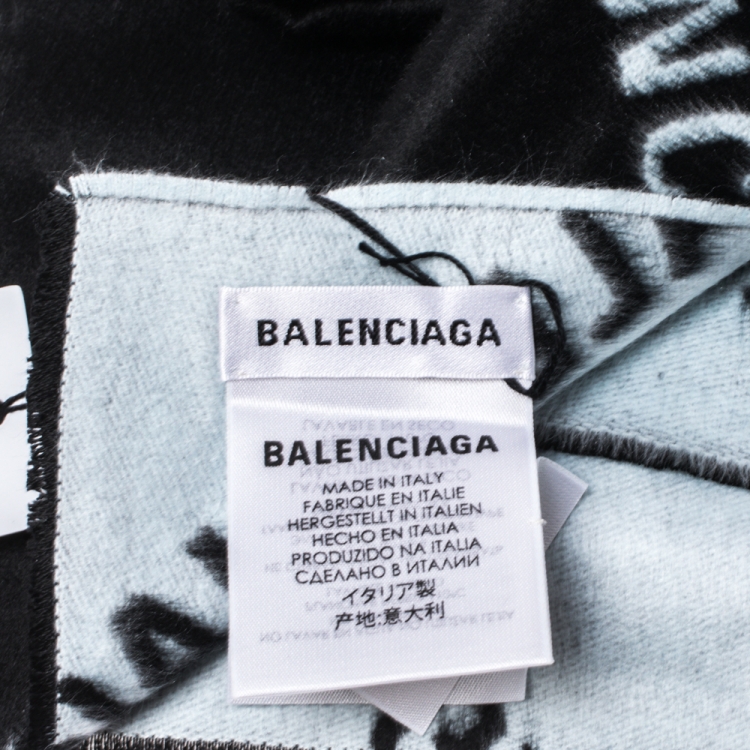 BALENCIAGA
BALENCIAGA
MADE IN ITALY
FABRIQUE EN ITALIE
HERGESTELLT IN ITALIEN
HECHO EN ITALIA
PRODUZIDO NA ITALIA
СДЕЛАНО В ИТАЛИИ
イタリア製
产地:意大利